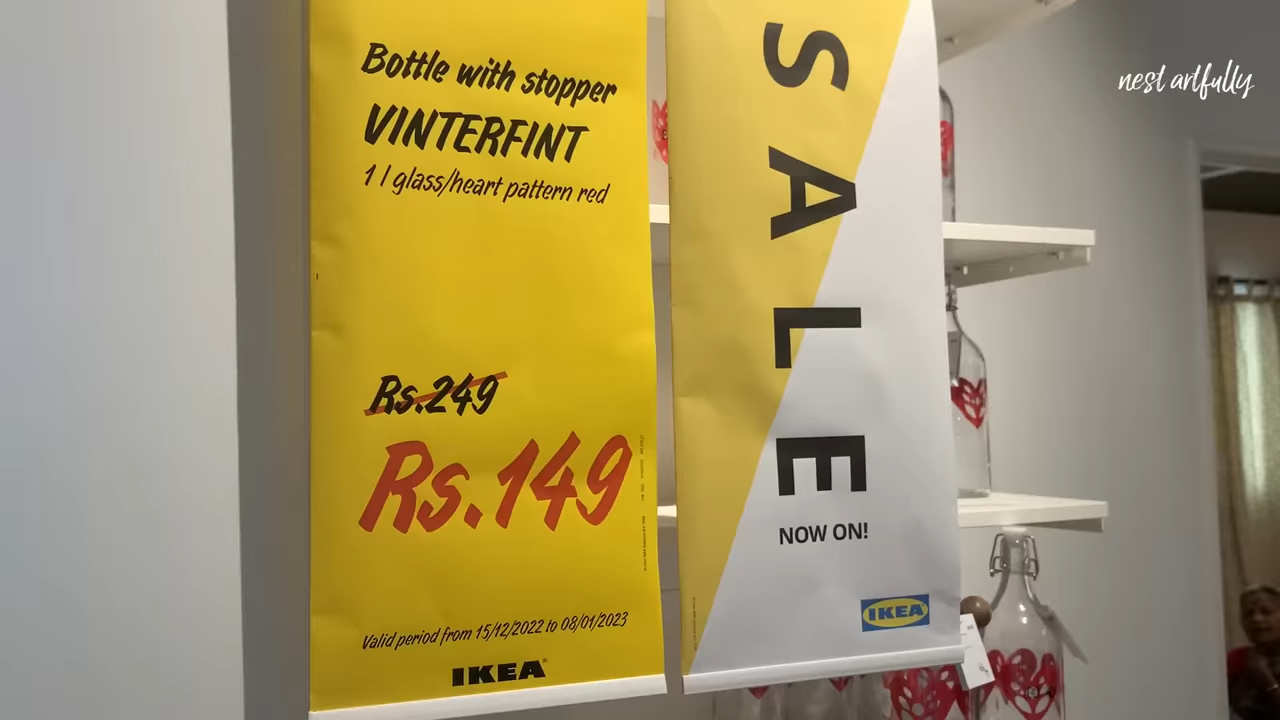 Bottle with stopper
VINTERFINT
1 l glass/heart pattern red
Rs.249
Rs.149
Valid period from 15/12/2022 to 08/01/2023
IKEA
SALE
NOW ON!
IKEA
nest artfully